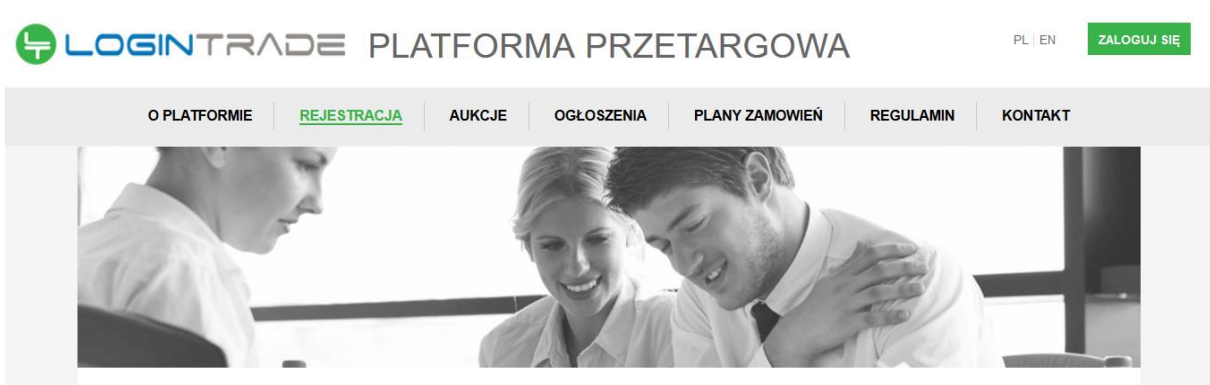 LOGINTRADE PLATFORMA PRZETARGOWA PL | EN ZALOGUJ SIĘ
O PLATFORMIE REJESTRACJA AUKCJE OGŁOSZENIA PLANY ZAMOWIEŃ REGULAMIN KONTAKT